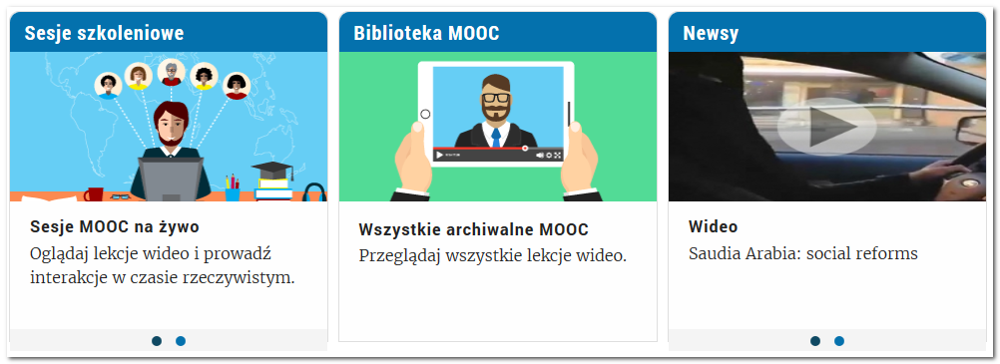 Sesje szkoleniowe
Sesje MOOC na żywo
Oglądaj lekcje wideo i prowadź
interakcje w czasie rzeczywistym.
Biblioteka MOOC
Wszystkie archiwalne MOOC
Przeglądaj wszystkie lekcje wideo.
Newsy
Wideo
Saudia Arabia: social reforms